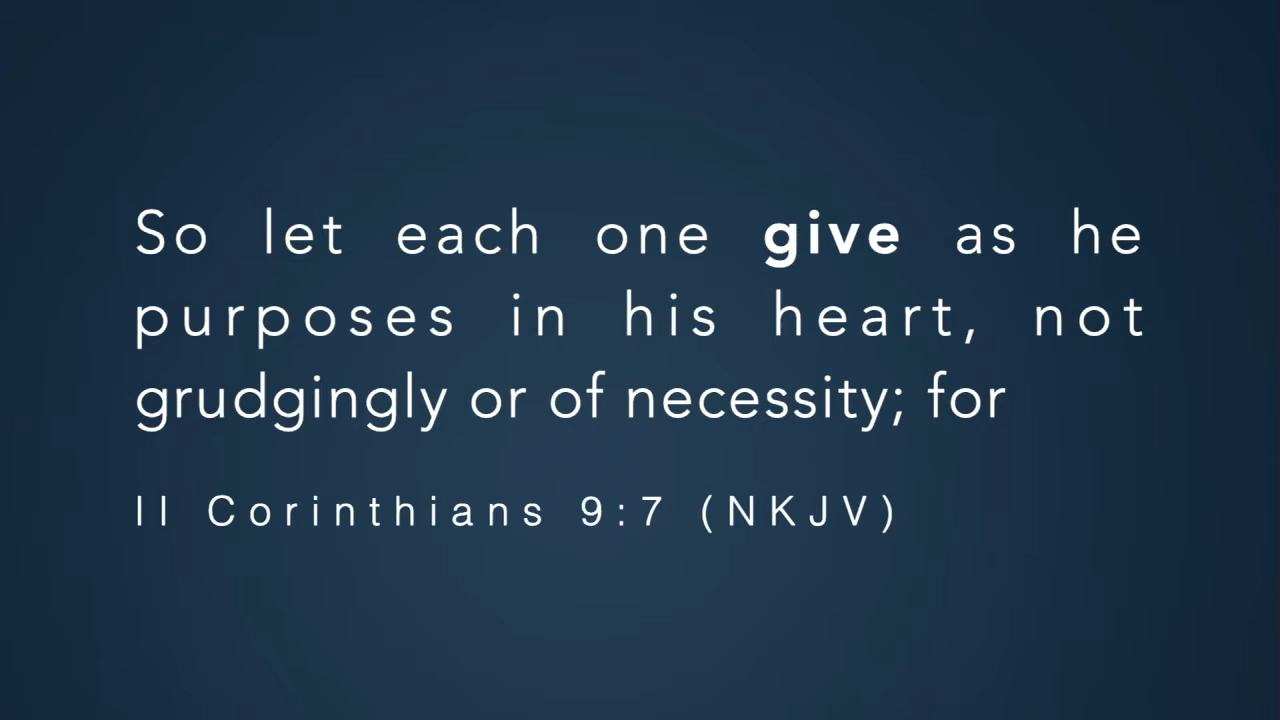 So let each one give as he
purposes in his heart, not
grudgingly or of necessity; for
II Corinthians 9:7 (NKJV)